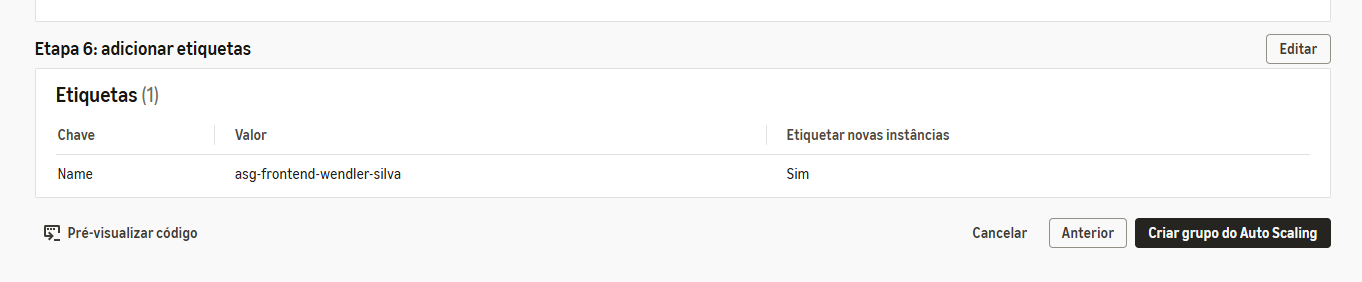 Etapa 6: adicionar etiquetas
Editar
Etiquetas (1)
Chave Valor Etiquetar novas instâncias
Name asg-frontend-wendler-silva Sim
Pré-visualizar código Cancelar Anterior Criar grupo do Auto Scaling